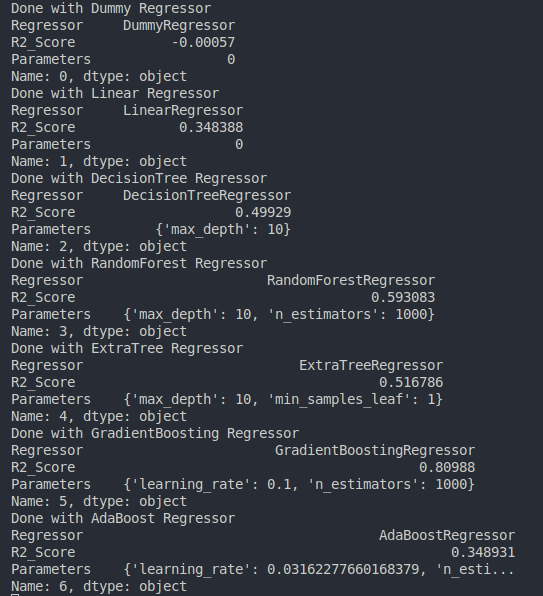 Done with Dummy Regressor
Regressor     DummyRegressor
R2_Score            -0.00057
Parameters                 0
Name: 0, dtype: object
Done with Linear Regressor
Regressor     LinearRegressor
R2_Score             0.348388
Parameters                  0
Name: 1, dtype: object
Done with DecisionTree Regressor
Regressor     DecisionTreeRegressor
R2_Score                    0.49929
Parameters        {'max_depth': 10}
Name: 2, dtype: object
Done with RandomForest Regressor
Regressor                       RandomForestRegressor
R2_Score                                     0.593083
Parameters    {'max_depth': 10, 'n_estimators': 1000}
Name: 3, dtype: object
Done with ExtraTree Regressor
Regressor                           ExtraTreeRegressor
R2_Score                                      0.516786
Parameters    {'max_depth': 10, 'min_samples_leaf': 1}
Name: 4, dtype: object
Done with GradientBoosting Regressor
Regressor                        GradientBoostingRegressor
R2_Score                                           0.80988
Parameters    {'learning_rate': 0.1, 'n_estimators': 1000}
Name: 5, dtype: object
Done with AdaBoost Regressor
Regressor                                     AdaBoostRegressor
R2_Score                                               0.348931
Parameters    {'learning_rate': 0.03162277660168379, 'n_esti...
Name: 6, dtype: object